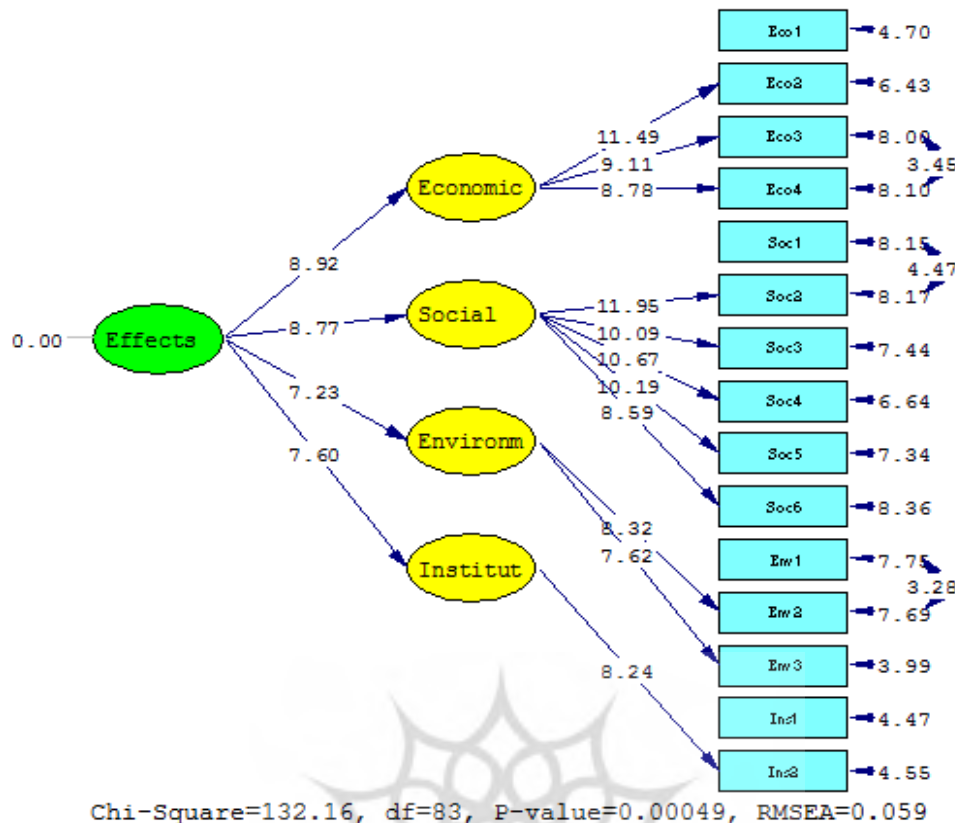 Eco1
4.70
Eco2
6.43
11.49
Eco3
8.00
9.11
3.45
Economic
8.78
Eco4
8.10
Soc1
8.15
8.92
4.47
11.95
Soc2
8.17
Social
8.77
10.09
Soc3
7.44
0.00
Effects
10.67
10.19
Soc4
6.64
7.23
8.59
Environm
Soc5
7.34
7.60
Soc6
8.36
8.32
7.62
Env1
7.75
3.28
Institut
Env2
7.69
Env3
3.99
8.24
Ins1
4.47
Ins2
4.55
Chi-Square=132.16, df=83, P-value=0.00049, RMSEA=0.059